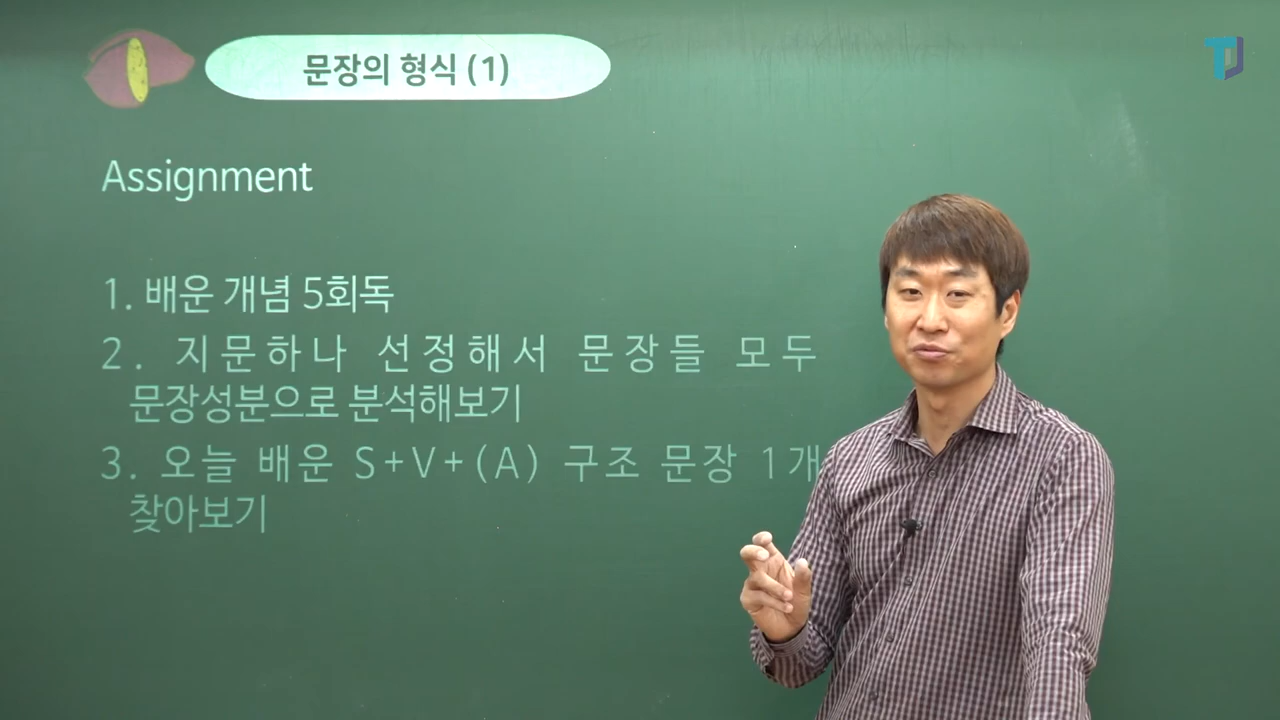 문장의 형식 (1)
Assignment
1. 배운 개념 5회독
2. 지문하나 선정해서 문장들 모두
문장성분으로 분석해보기
3. 오늘 배운 S+V+(A) 구조 문장 1개
찾아보기